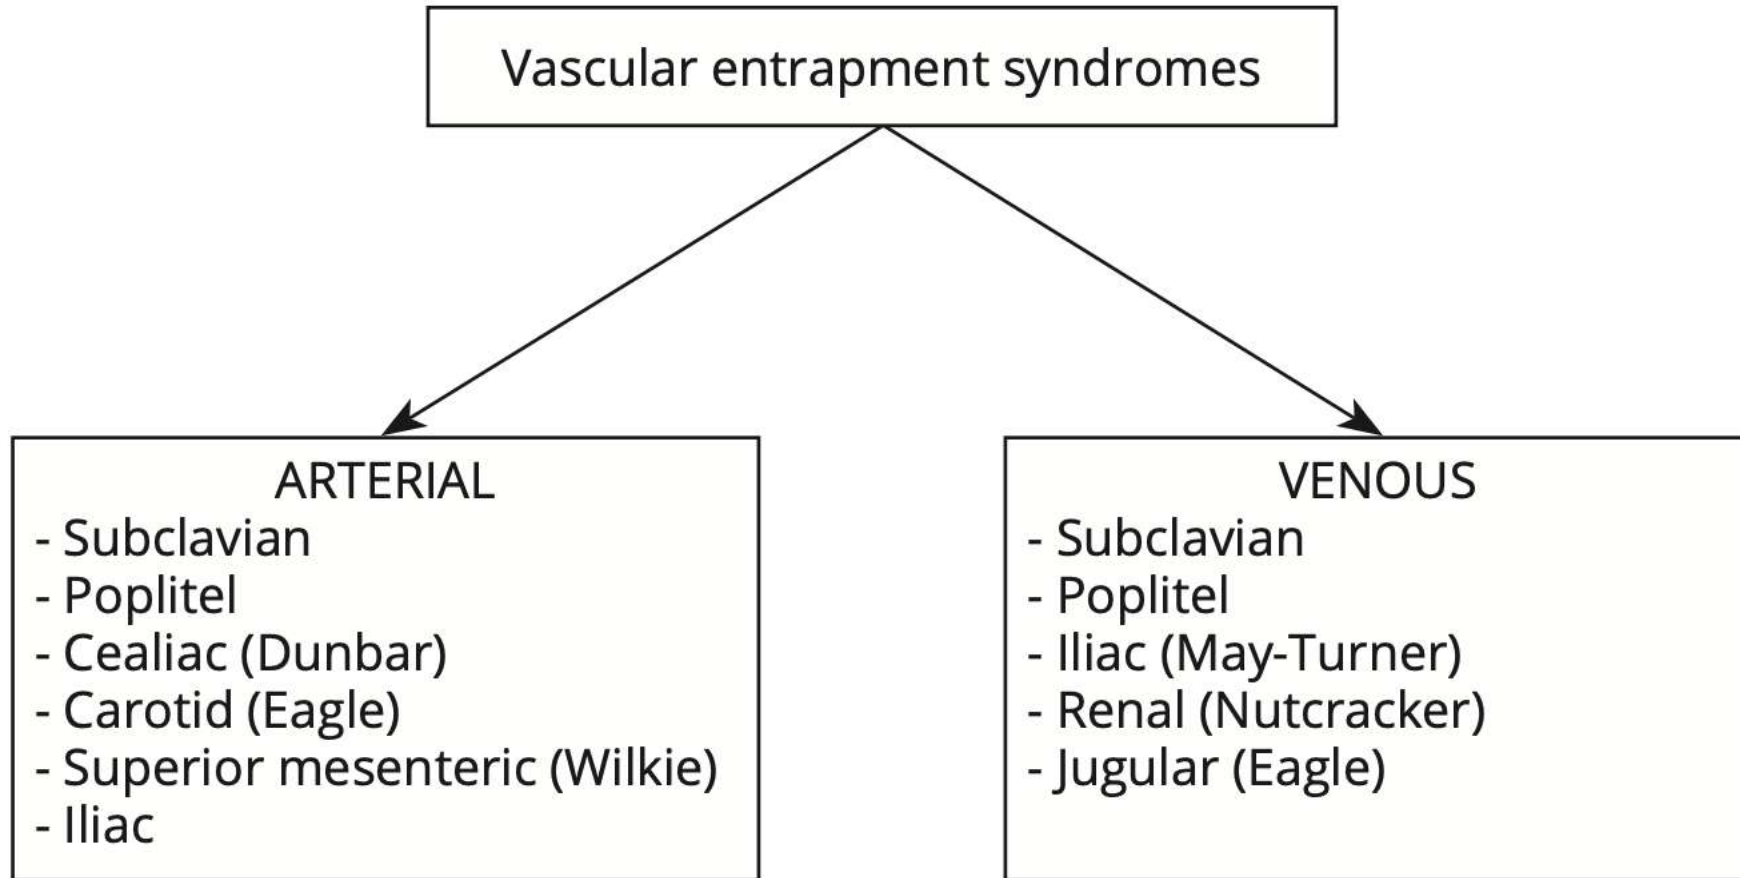 Vascular entrapment syndromes
ARTERIAL
- Subclavian
- Poplitel
- Cealiac (Dunbar)
- Carotid (Eagle)
- Superior mesenteric (Wilkie)
- Iliac
VENOUS
- Subclavian
- Poplitel
- Iliac (May-Turner)
- Renal (Nutcracker)
- Jugular (Eagle)